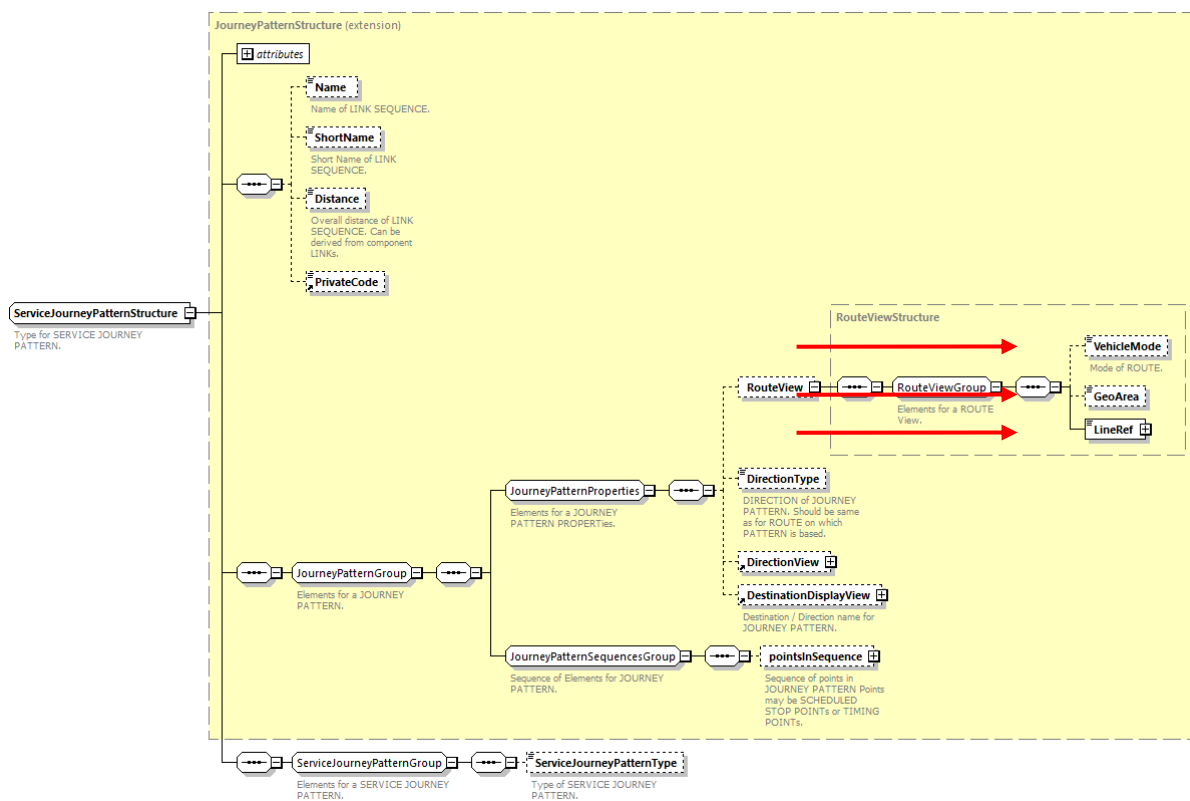 JourneyPatternStructure (extension)
attributes
Name
Name of LINK SEQUENCE.
ShortName
Short Name of LINK
SEQUENCE.
Distance
Overall distance of LINK
SEQUENCE. Can be
derived from component
LINKs.
PrivateCode
ServiceJourneyPatternStructure
Type for SERVICE JOURNEY
PATTERN.
RouteViewStructure
VehicleMode
Mode of ROUTE.
RouteView
RouteViewGroup
Elements for a ROUTE
View.
GeoArea
LineRef
JourneyPatternProperties
Elements for a JOURNEY
PATTERN PROPERTies.
DirectionType
DIRECTION of JOURNEY
PATTERN. Should be same
as for ROUTE on which
PATTERN is based.
DirectionView
JourneyPatternGroup
Elements for a JOURNEY
PATTERN.
DestinationDisplayView
Destination / Direction name for
JOURNEY PATTERN.
JourneyPatternSequencesGroup
Sequence of Elements for JOURNEY
PATTERN.
pointsInSequence
Sequence of points in
JOURNEY PATTERN Points
may be SCHEDULED
STOP POINTs or TIMING
POINTs.
ServiceJourneyPatternGroup
Elements for a SERVICE JOURNEY
PATTERN.
ServiceJourneyPatternType
Type of SERVICE JOURNEY
PATTERN.